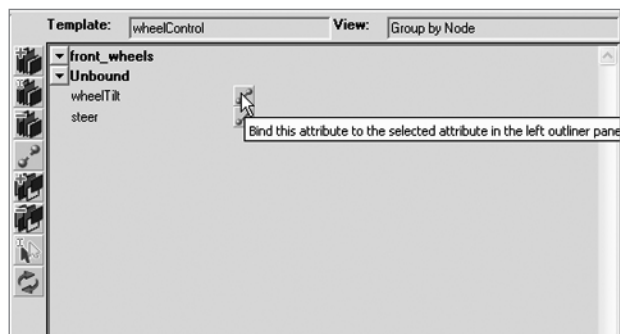 Template: wheelControl View: Group by Node
front_wheels
Unbound
wheelTilt
steer
Bind this attribute to the selected attribute in the left outliner pane